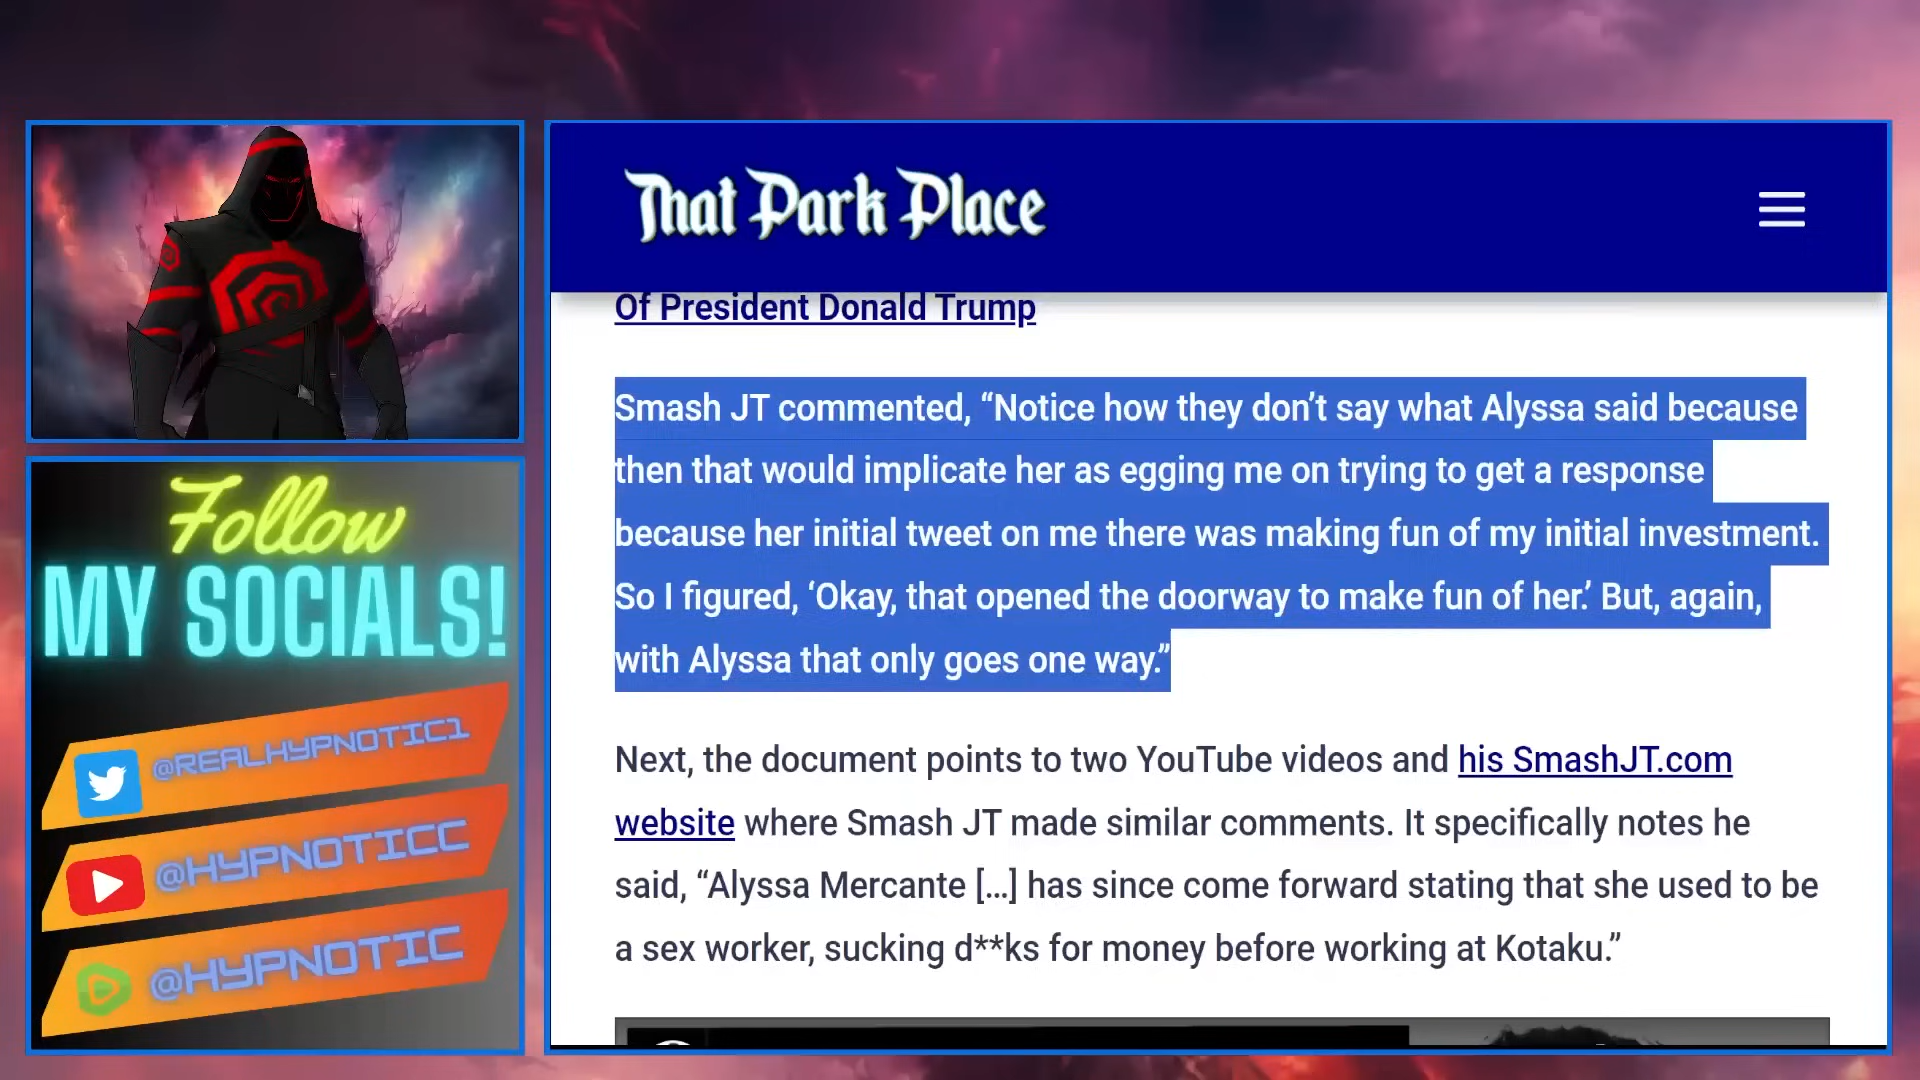 That Park Place
Of President Donald Trump
Smash JT commented, “Notice how they don’t say what Alyssa said because
then that would implicate her as egging me on trying to get a response
because her initial tweet on me there was making fun of my initial investment.
So I figured, ‘Okay, that opened the doorway to make fun of her.’ But, again,
with Alyssa that only goes one way.”
Next, the document points to two YouTube videos and his SmashJT.com
website where Smash JT made similar comments. It specifically notes he
said, “Alyssa Mercante [...] has since come forward stating that she used to be
a sex worker, sucking d**ks for money before working at Kotaku.”
Follow
MY SOCIALS!
@REALHYPNOTIC1
@HYPNOTICC
@HYPNOTIC